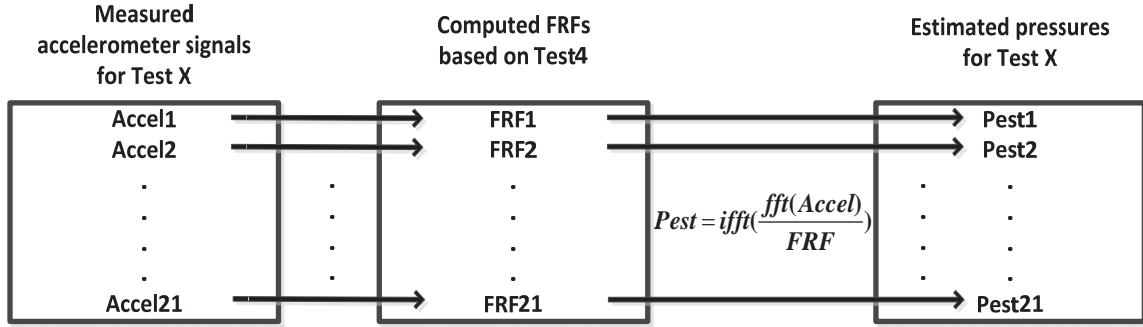 Measured
accelerometer signals
for Test X
Computed FRFs
based on Test4
Estimated pressures
for Test X
Accel1
Accel2
.
.
.
.
Accel21
.
.
.
.
FRF1
FRF2
.
.
.
.
FRF21
Pest = ifft(fft(Accel)/FRF)
.
.
.
.
Pest1
Pest2
.
.
.
.
Pest21